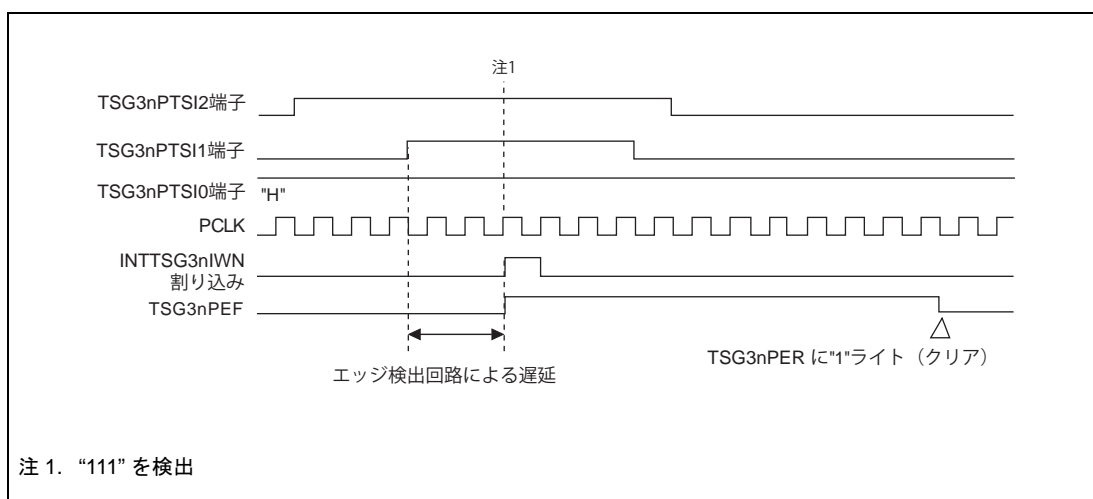 注1
TSG3nPTSI2端子
TSG3nPTSI1端子
TSG3nPTSI0端子 "H"
PCLK
INTTSG3nIWN
割り込み
TSG3nPEF
エッジ検出回路による遅延
TSG3nPER に"1"ライト（クリア）
注 1. “111” を検出